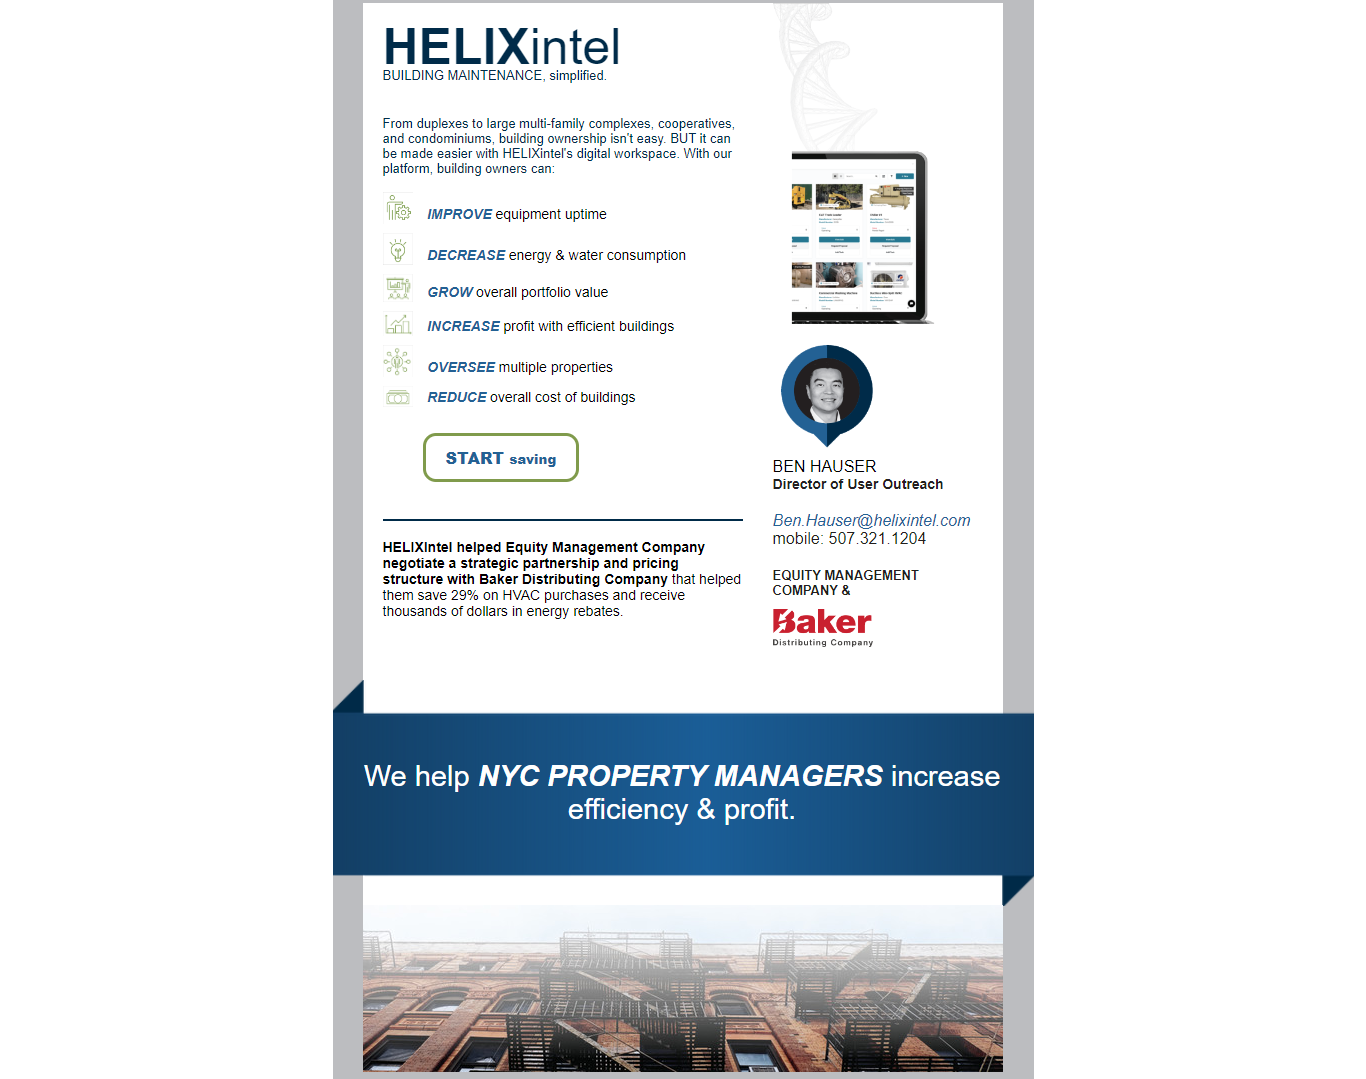 HELIXintel
BUILDING MAINTENANCE, simplified.
From duplexes to large multi-family complexes, cooperatives,
and condominiums, building ownership isn't easy. BUT it can
be made easier with HELIXintel's digital workspace. With our
platform, building owners can:
IMPROVE equipment uptime
DECREASE energy & water consumption
GROW overall portfolio value
INCREASE profit with efficient buildings
OVERSEE multiple properties
REDUCE overall cost of buildings
START saving
HELIXIntel helped Equity Management Company
negotiate a strategic partnership and pricing
structure with Baker Distributing Company that helped
them save 29% on HVAC purchases and receive
thousands of dollars in energy rebates.
BEN HAUSER
Director of User Outreach
Ben.Hauser@helixintel.com
mobile: 507.321.1204
EQUITY MANAGEMENT
COMPANY &
Baker
Distributing Company
We help NYC PROPERTY MANAGERS increase
efficiency & profit.